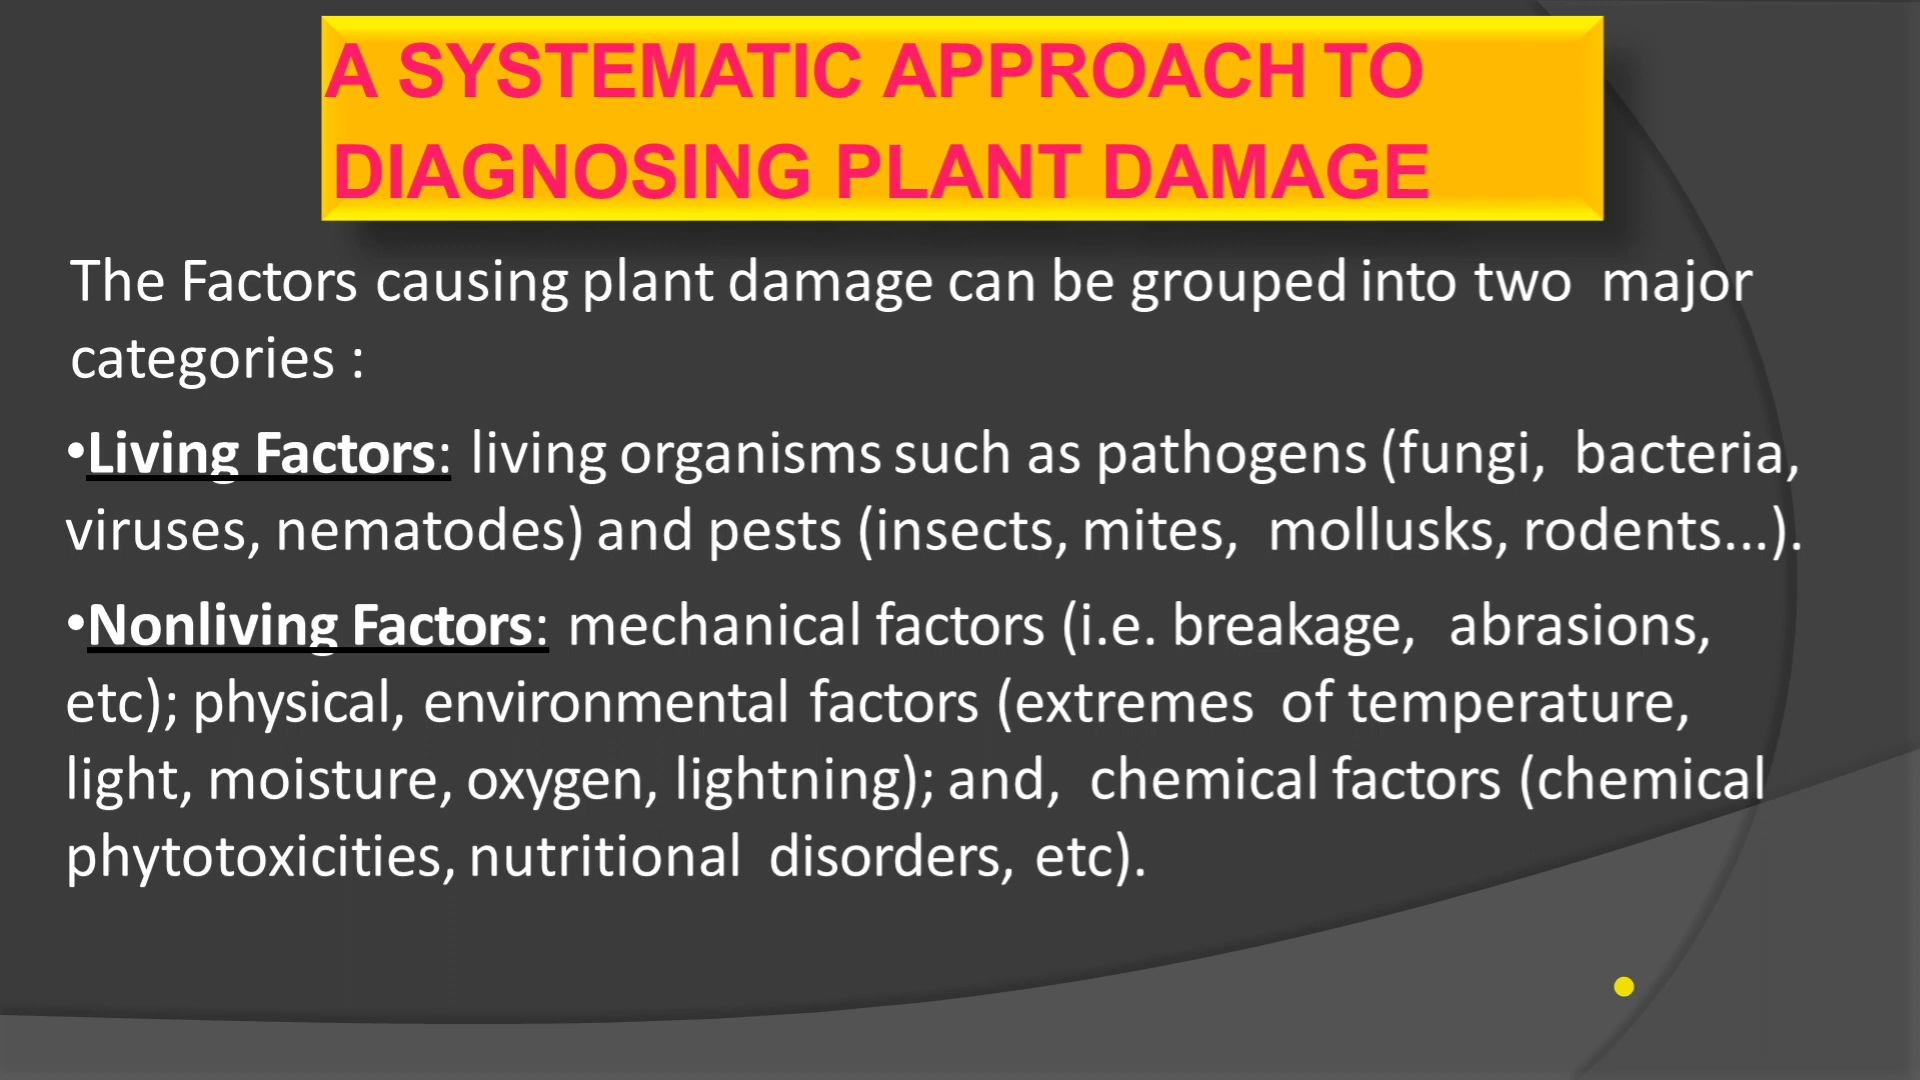 A SYSTEMATIC APPROACH TO
DIAGNOSING PLANT DAMAGE
The Factors causing plant damage can be grouped into two major
categories :
•Living Factors: living organisms such as pathogens (fungi, bacteria,
viruses, nematodes) and pests (insects, mites, mollusks, rodents...).
•Nonliving Factors: mechanical factors (i.e. breakage, abrasions,
etc); physical, environmental factors (extremes of temperature,
light, moisture, oxygen, lightning); and, chemical factors (chemical
phytotoxicities, nutritional disorders, etc).